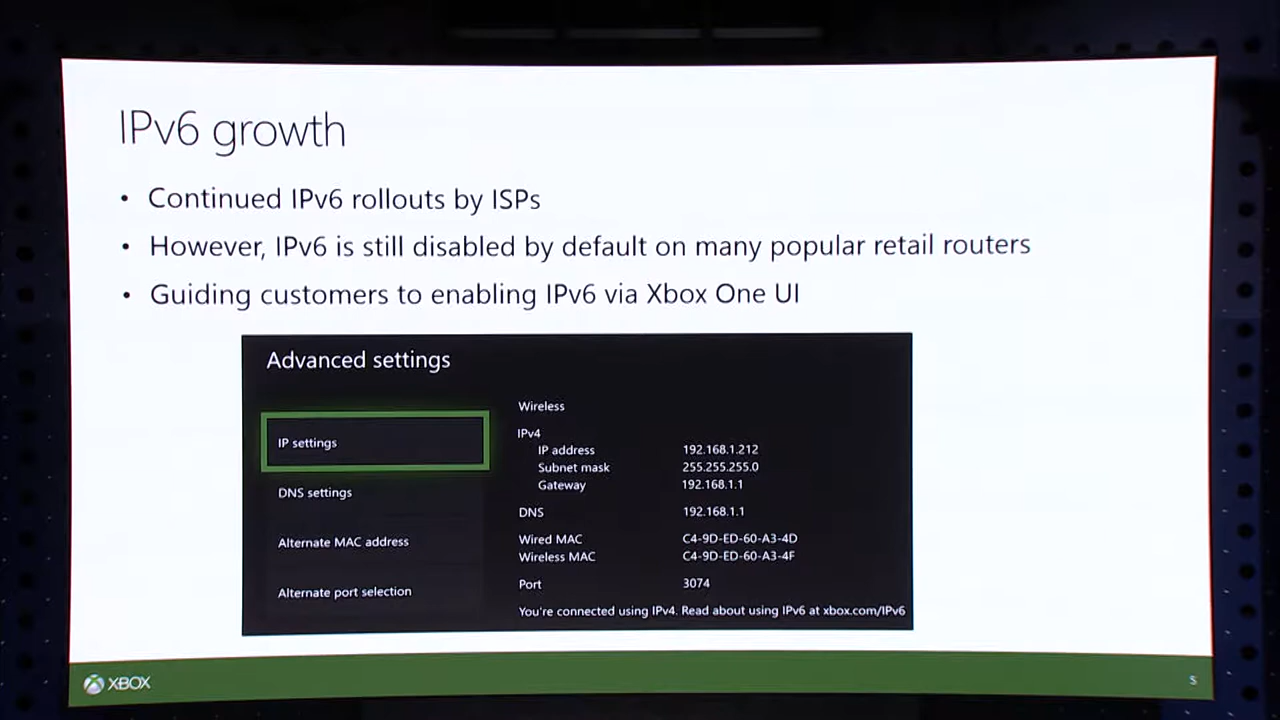 IPv6 growth
• Continued IPv6 rollouts by ISPs
• However, IPv6 is still disabled by default on many popular retail routers
• Guiding customers to enabling IPv6 via Xbox One UI
Advanced settings
IP settings
DNS settings
Alternate MAC address
Alternate port selection
Wireless
IPv4
IP address 192.168.1.212
Subnet mask 255.255.255.0
Gateway 192.168.1.1
DNS 192.168.1.1
Wired MAC C4-9D-ED-60-A3-4D
Wireless MAC C4-9D-ED-60-A3-4F
Port 3074
You're connected using IPv4. Read about using IPv6 at xbox.com/IPv6
XBOX
5